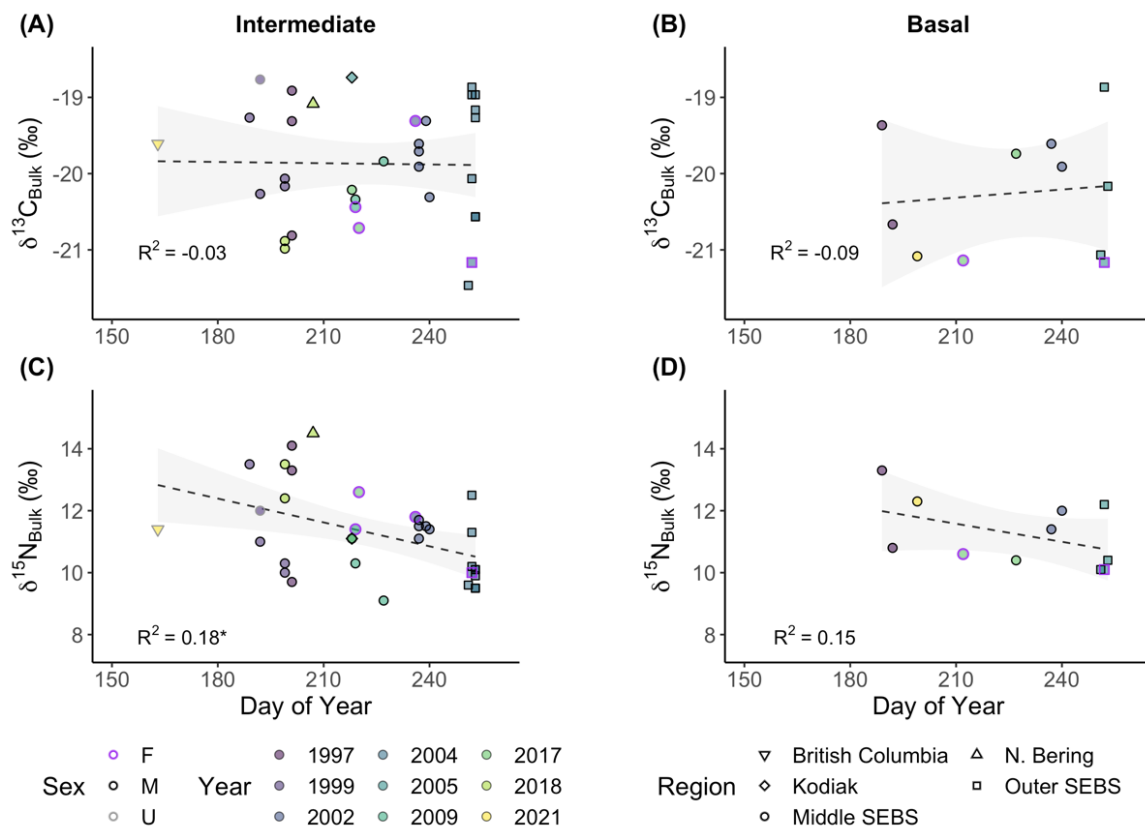 (A) Intermediate (B) Basal
δ13CBulk (‰) -19 -20 -21 R2 = -0.03 150 180 210 240
δ13CBulk (‰) -19 -20 -21 R2 = -0.09 150 180 210 240
(C) (D)
δ15NBulk (‰) 14 12 10 8 R2 = 0.18* 150 180 210 240
δ15NBulk (‰) 14 12 10 8 R2 = 0.15 150 180 210 240
Day of Year Day of Year
Sex F M U
Year 1997 1999 2002 2004 2005 2009 2017 2018 2021
Region British Columbia Kodiak Middle SEBS N. Bering Outer SEBS